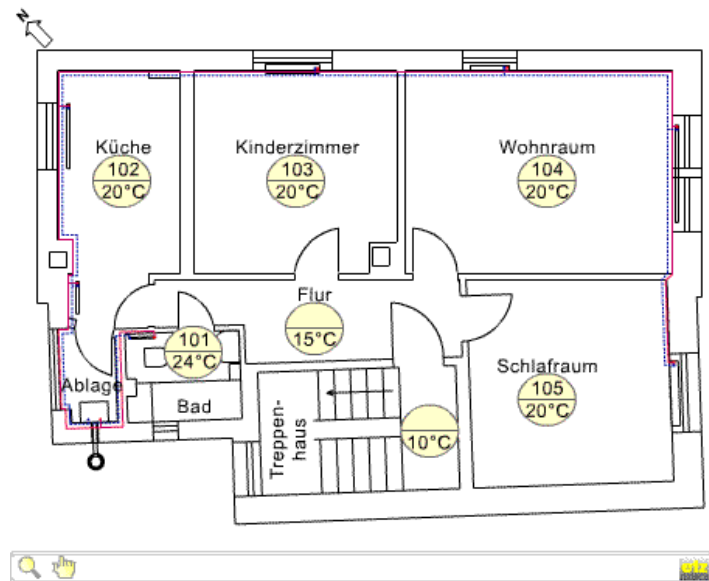 N
Küche
102
20°C
Kinderzimmer
103
20°C
Wohnraum
104
20°C
Flur
15°C
101
24°C
Bad
Ablage
Treppen-
haus
10°C
Schlafraum
105
20°C